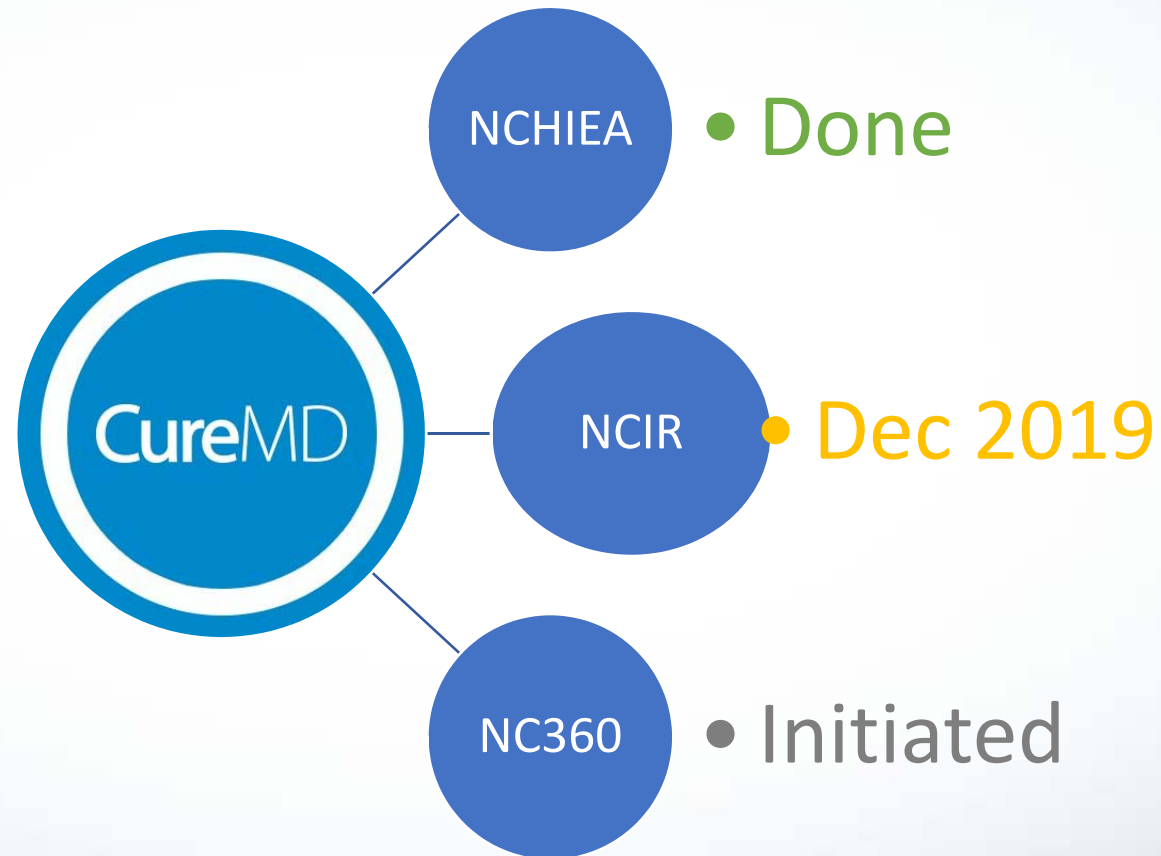 NCHIEA
• Done
CureMD
NCIR
• Dec 2019
NC360
• Initiated